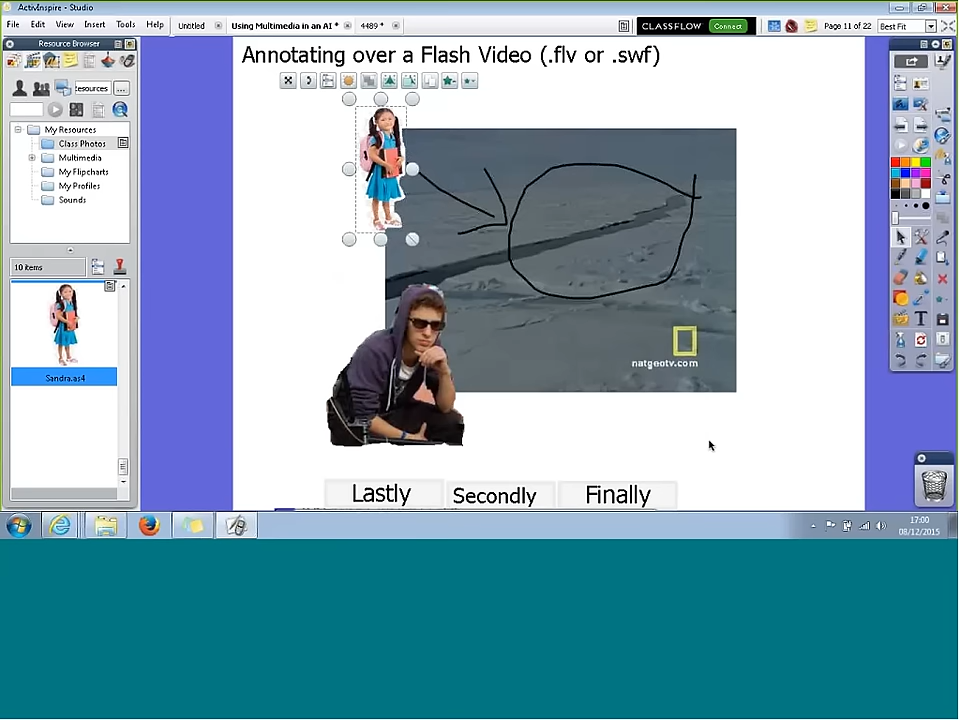 ActivInspire - Studio
File Edit View Insert Tools Help Untitled Using Multimedia in an AI * 4489 * CLASSFLOW Connect Page 11 of 22 Best Fit
Resource Browser
Annotating over a Flash Video (.flv or .swf)
My Resources
Class Photos
Multimedia
My Flipcharts
My Profiles
Sounds
10 items
Sandra.as4
natgeotv.com
Lastly Secondly Finally
17:00
08/12/2015